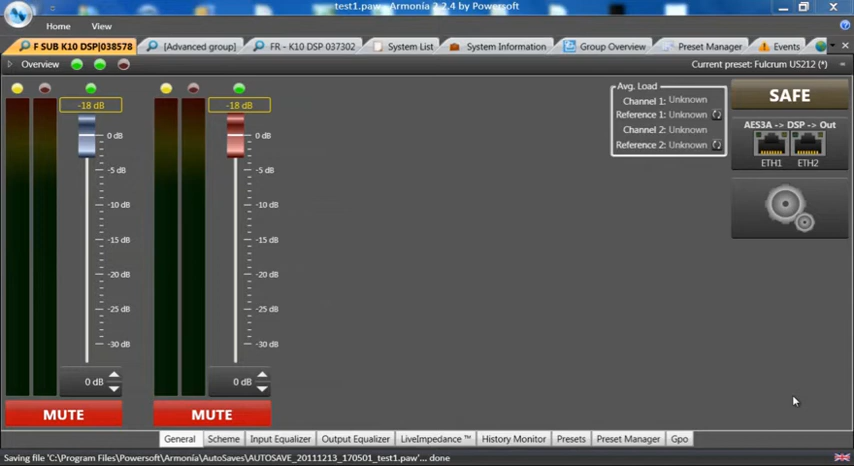 test1.paw - Armonía 2.2.4 by Powersoft
Home View
F SUB K10 DSP|038578 [Advanced group] FR - K10 DSP 037302 System List System Information Group Overview Preset Manager Events
Overview Current preset: Fulcrum US212 (*)
-18 dB -18 dB
0 dB 0 dB
-5 dB -5 dB
-10 dB -10 dB
-15 dB -15 dB
-20 dB -20 dB
-25 dB -25 dB
-30 dB -30 dB
0 dB 0 dB
MUTE MUTE
Avg. Load
Channel 1: Unknown
Reference 1: Unknown
Channel 2: Unknown
Reference 2: Unknown
SAFE
AES3A -> DSP -> Out
ETH1 ETH2
General Scheme Input Equalizer Output Equalizer LiveImpedance ™ History Monitor Presets Preset Manager Gpo
Saving file 'C:\Program Files\Powersoft\Armonía\AutoSaves\AUTOSAVE_20111213_170501_test1.paw'... done